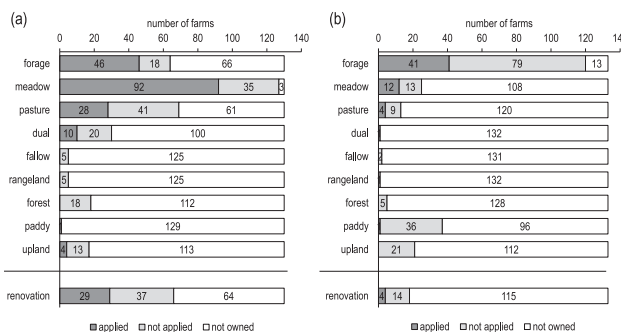 (a)
number of farms
0 20 40 60 80 100 120 140
forage 46 18 66
meadow 92 35 3
pasture 28 41 61
dual 10 20 100
fallow 5 125
rangeland 5 125
forest 18 112
paddy 129
upland 4 13 113
renovation 29 37 64
applied not applied not owned
(b)
number of farms
0 20 40 60 80 100 120 140
forage 41 79 13
meadow 12 13 108
pasture 4 9 120
dual 132
fallow 2 131
rangeland 132
forest 5 128
paddy 36 96
upland 21 112
renovation 4 14 115
applied not applied not owned